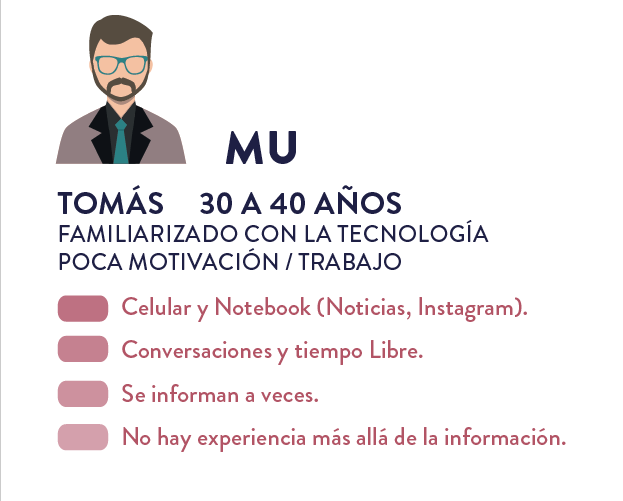 MU
TOMÁS 30 A 40 AÑOS
FAMILIARIZADO CON LA TECNOLOGÍA
POCA MOTIVACIÓN / TRABAJO
Celular y Notebook (Noticias, Instagram).
Conversaciones y tiempo Libre.
Se informan a veces.
No hay experiencia más allá de la información.